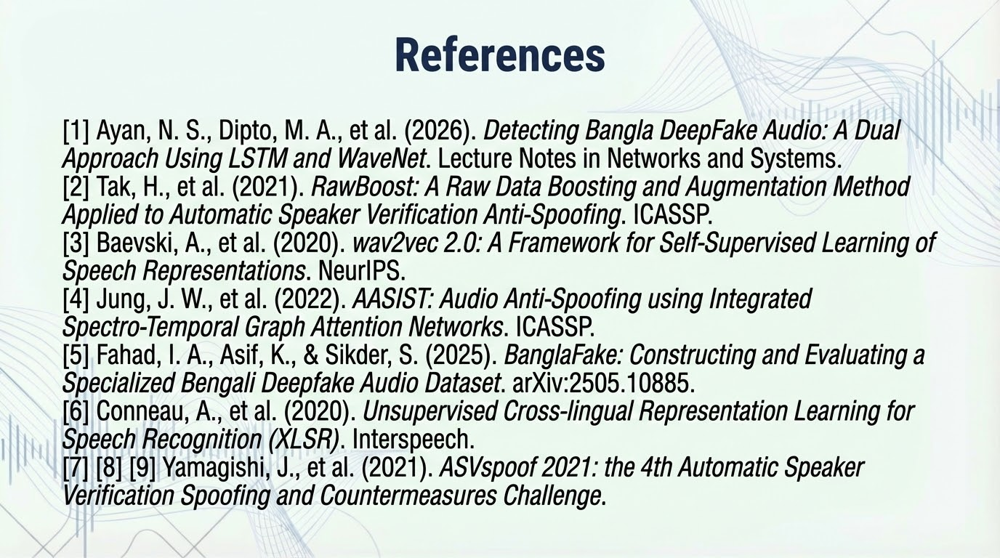 References
[1] Ayan, N. S., Dipto, M. A., et al. (2026). Detecting Bangla DeepFake Audio: A Dual
Approach Using LSTM and WaveNet. Lecture Notes in Networks and Systems.
[2] Tak, H., et al. (2021). RawBoost: A Raw Data Boosting and Augmentation Method
Applied to Automatic Speaker Verification Anti-Spoofing. ICASSP.
[3] Baevski, A., et al. (2020). wav2vec 2.0: A Framework for Self-Supervised Learning of
Speech Representations. NeurIPS.
[4] Jung, J. W., et al. (2022). AASIST: Audio Anti-Spoofing using Integrated
Spectro-Temporal Graph Attention Networks. ICASSP.
[5] Fahad, I. A., Asif, K., & Sikder, S. (2025). BanglaFake: Constructing and Evaluating a
Specialized Bengali Deepfake Audio Dataset. arXiv:2505.10885.
[6] Conneau, A., et al. (2020). Unsupervised Cross-lingual Representation Learning for
Speech Recognition (XLSR). Interspeech.
[7] [8] [9] Yamagishi, J., et al. (2021). ASVspoof 2021: the 4th Automatic Speaker
Verification Spoofing and Countermeasures Challenge.